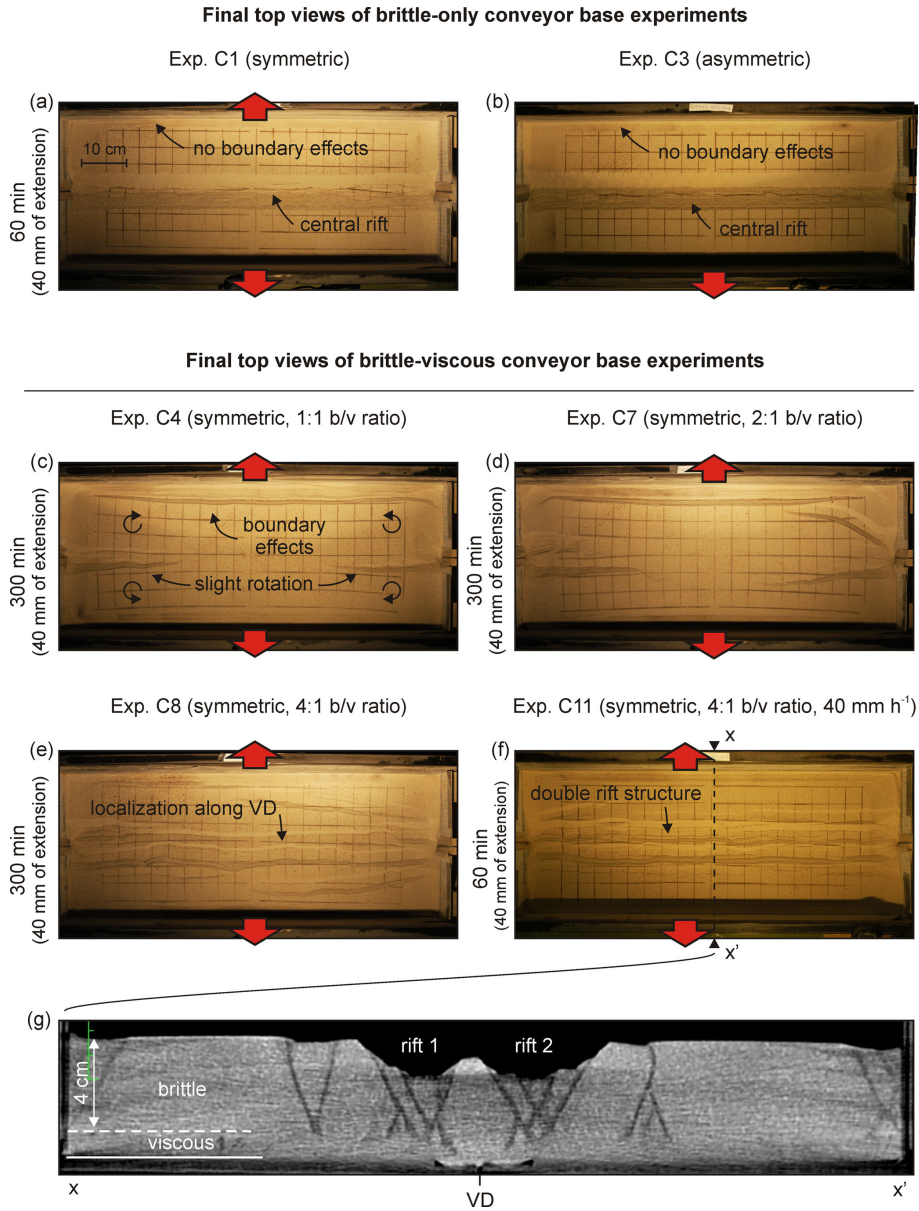 Final top views of brittle-only conveyor base experiments
Exp. C1 (symmetric)
Exp. C3 (asymmetric)
(a)
(b)
60 min
(40 mm of extension)
no boundary effects
10 cm
central rift
no boundary effects
central rift
Final top views of brittle-viscous conveyor base experiments
Exp. C4 (symmetric, 1:1 b/v ratio)
Exp. C7 (symmetric, 2:1 b/v ratio)
(c)
(d)
300 min
(40 mm of extension)
boundary
effects
slight rotation
300 min
(40 mm of extension)
Exp. C8 (symmetric, 4:1 b/v ratio)
Exp. C11 (symmetric, 4:1 b/v ratio, 40 mm h⁻¹)
(e)
(f)
x
300 min
(40 mm of extension)
localization along VD
60 min
(40 mm of extension)
double rift structure
x'
(g)
rift 1
rift 2
4 cm
brittle
viscous
x
VD
x'